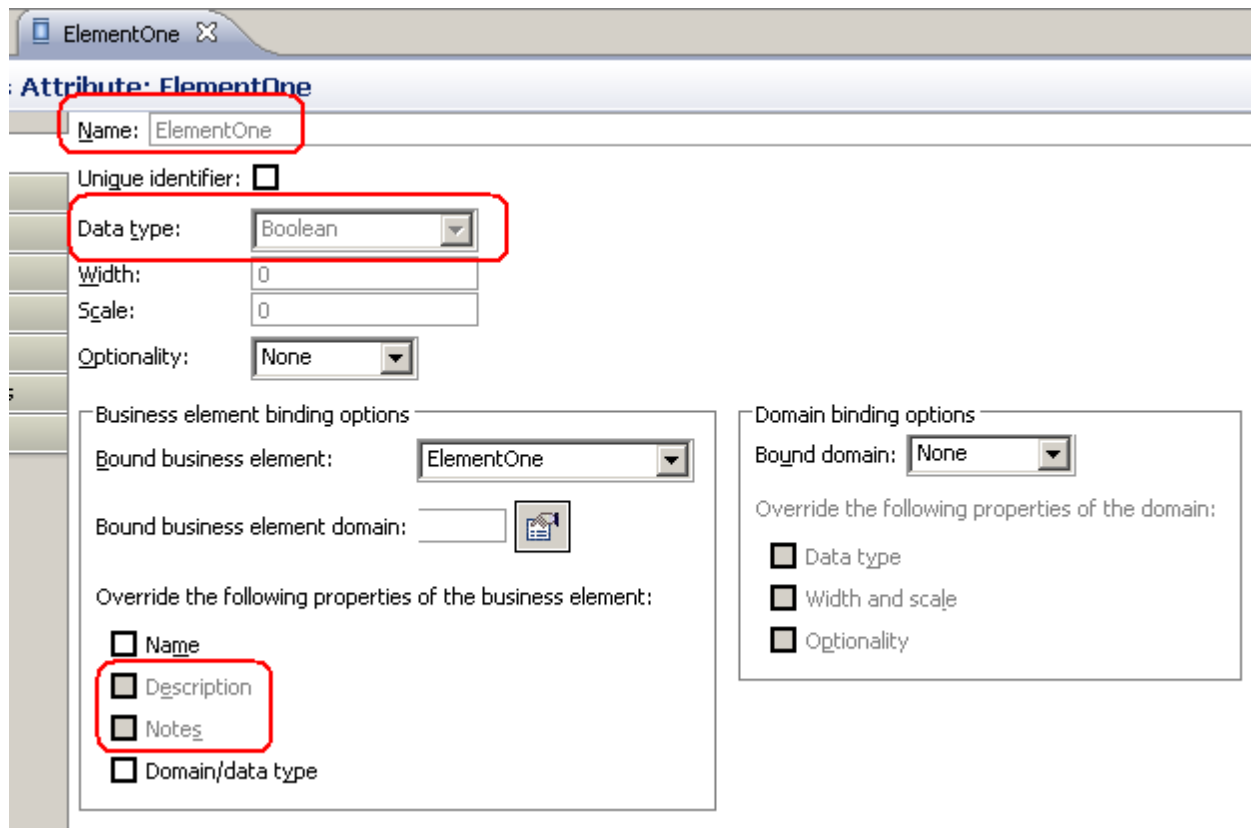 ElementOne
s Attribute: ElementOne
Name: ElementOne
Unique identifier:
Data type: Boolean
Width: 0
Scale: 0
Optionality: None
s
Business element binding options
Bound business element: ElementOne
Bound business element domain:
Override the following properties of the business element:
Name
Description
Notes
Domain/data type
Domain binding options
Bound domain: None
Override the following properties of the domain:
Data type
Width and scale
Optionality